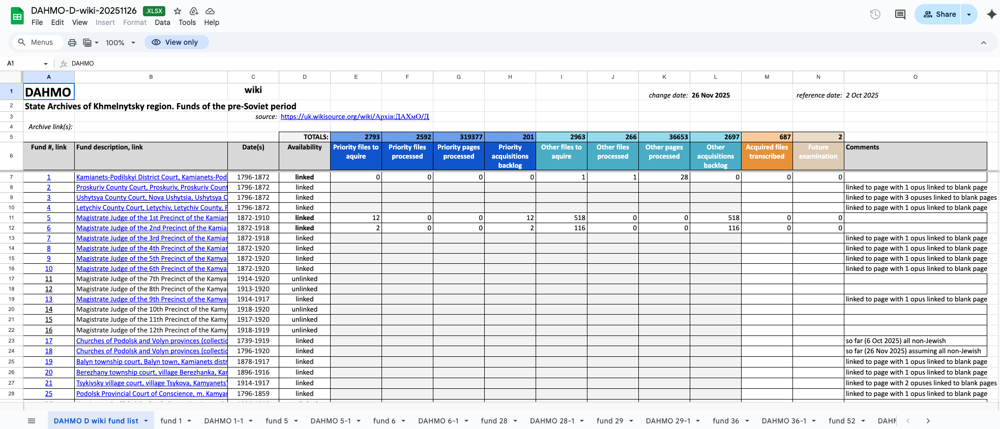 DAHMO-D-wiki-20251126 .XLSX
File Edit View Insert Format Data Tools Help
Share
Menus 100% View only
A1 fx DAHMO
A B C D E F G H I J K L M N O
1 DAHMO wiki change date: 26 Nov 2025 reference date: 2 Oct 2025
2 State Archives of Khmelnytsky region. Funds of the pre-Soviet period
3 source: https://uk.wikisource.org/wiki/Архів:ДАХмО/Д
4 Archive link(s):
5 TOTALS: 2793 2592 319377 201 2963 266 36653 2697 687 2
6 Fund #, link Fund description, link Date(s) Availability Priority files to aquire Priority files processed Priority pages processed Priority acquisitions backlog Other files to aquire Other files processed Other pages processed Other acquisitions backlog Acquired files transcribed Future examination Comments
7 1 Kamianets-Podilskyi District Court, Kamianets-Pod 1796-1872 linked 0 0 0 0 1 1 28 0 0 0
8 2 Proskuriv County Court, Proskuriv, Proskuriv Count 1796-1872 linked linked to page with 1 opus linked to blank page
9 3 Ushytsya County Court, Nova Ushytsia, Ushytsya C 1796-1872 linked linked to page with 3 opuses linked to blank pages
10 4 Letychiv County Court, Letychiv, Letychiv County, P 1796-1872 linked linked to page with 1 opus linked to blank page
11 5 Magistrate Judge of the 1st Precinct of the Kamian 1872-1910 linked 12 0 0 12 518 0 0 518 0 0
12 6 Magistrate Judge of the 2nd Precinct of the Kamia 1872-1918 linked 2 0 0 2 116 0 0 116 0 0
13 7 Magistrate Judge of the 3rd Precinct of the Kamiar 1872-1918 linked linked to page with 1 opus linked to blank page
14 8 Magistrate Judge of the 4th Precinct of the Kamiar 1872-1920 linked linked to page with 1 opus linked to blank page
15 9 Magistrate Judge of the 5th Precinct of the Kamya 1872-1920 linked linked to page with 1 opus linked to blank page
16 10 Magistrate Judge of the 6th Precinct of the Kamya 1872-1920 linked linked to page with 1 opus linked to blank page
17 11 Magistrate Judge of the 7th Precinct of the Kamya 1914-1920 unlinked
18 12 Magistrate Judge of the 8th Precinct of the Kamya 1913-1920 unlinked
19 13 Magistrate Judge of the 9th Precinct of the Kamya 1914-1917 linked linked to page with 1 opus linked to blank page
20 14 Magistrate Judge of the 10th Precinct of the Kamy 1918-1920 unlinked
21 15 Magistrate Judge of the 11th Precinct of the Kamy 1917-1920 unlinked
22 16 Magistrate Judge of the 12th Precinct of the Kamy 1918-1919 unlinked
23 17 Churches of Podolsk and Volyn provinces (collectic 1739-1919 linked so far (6 Oct 2025) all non-Jewish
24 18 Churches of Podolsk and Volyn provinces (collectic 1796-1920 linked so far (26 Nov 2025) assuming all non-Jewish
25 19 Balyn township court, Balyn town, Kamianets distr 1878-1917 linked linked to page with 1 opus linked to blank page
26 20 Berezhany township court, village Berezhanka, Kar 1896-1916 linked linked to page with 1 opus linked to blank page
27 21 Tsykivsky village court, village Tsykova, Kamyanets' 1914-1917 linked linked to page with 2 opuses linked to blank pages
28 25 Podolsk Provincial Court of Conscience, m. Kamyar 1796-1859 linked linked to page with 1 opus linked to blank page
DAHMO D wiki fund list fund 1 DAHMO 1-1 fund 5 DAHMO 5-1 fund 6 DAHMO 6-1 fund 28 DAHMO 28-1 fund 29 DAHMO 29-1 fund 36 DAHMO 36-1 fund 52 DAHM